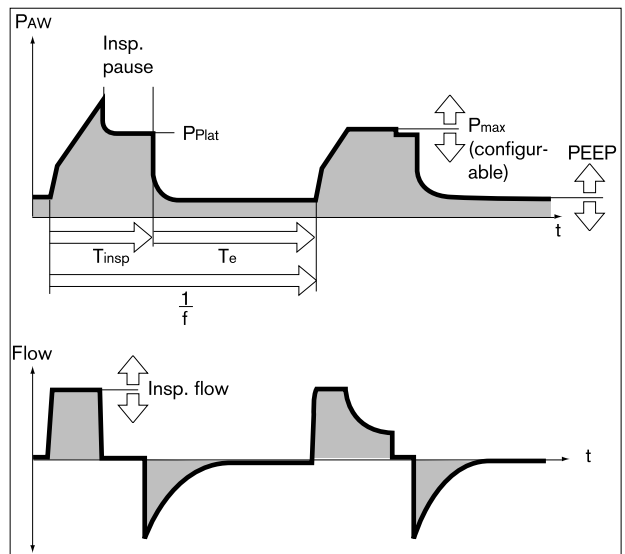 PAW
Insp.
pause
PPlat
Pmax
(configur-
able)
PEEP
t
Tinsp
Te
1
f
Flow
Insp. flow
t